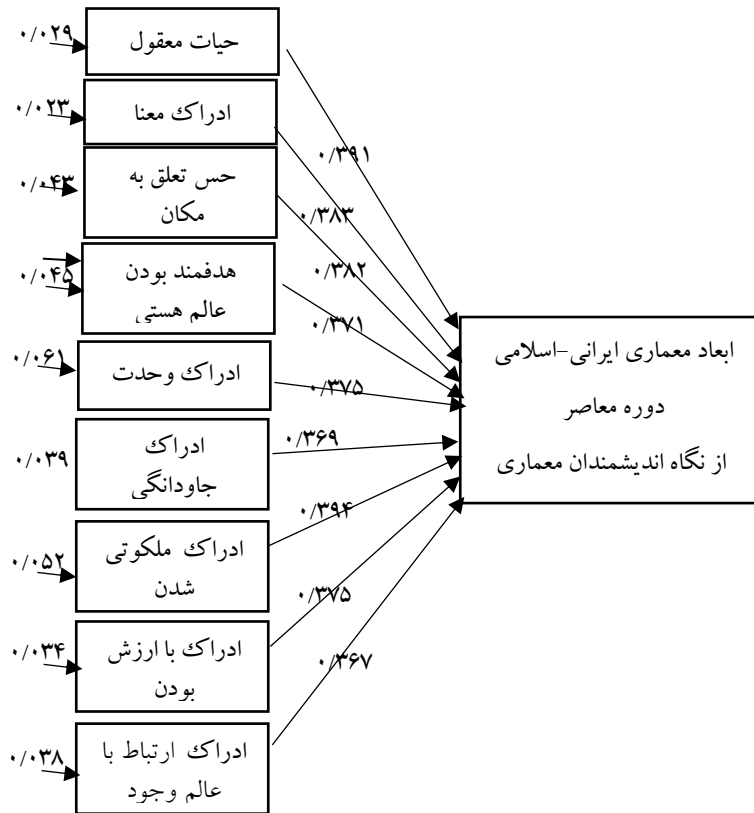 ۰/۰۲۹
حیات معقول
۰/۰۲۳
ادراک معنا
۰/۳۹۱
۰/۰۴۳
حس تعلق به
مکان
۰/۳۸۳
۰/۰۴۵
هدفمند بودن
عالم هستی
۰/۳۸۲
۰/۳۷۱
۰/۰۶۱
ادراک وحدت
۰/۳۷۵
ابعاد معماری ایرانی–اسلامی
دوره معاصر
از نگاه اندیشمندان معماری
۰/۰۳۹
ادراک
جاودانگی
۰/۳۶۹
۰/۰۵۲
ادراک ملکوتی
شدن
۰/۳۹۴
۰/۰۳۴
ادراک با ارزش
بودن
۰/۳۷۵
۰/۰۳۸
ادراک ارتباط با
عالم وجود
۰/۳۶۷